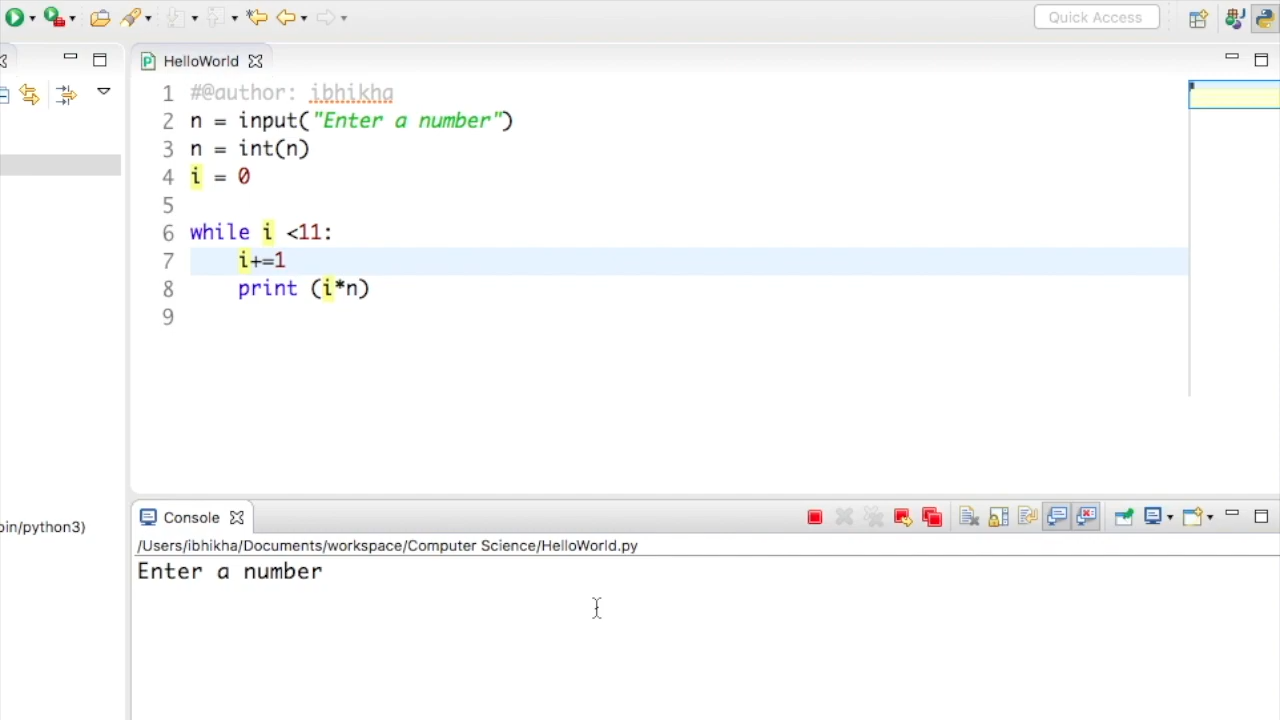 Quick Access
HelloWorld
1 #@author: ibhikha
2 n = input("Enter a number")
3 n = int(n)
4 i = 0
5
6 while i <11:
7     i+=1
8     print (i*n)
9
oin/python3)
Console
/Users/ibhikha/Documents/workspace/Computer Science/HelloWorld.py
Enter a number